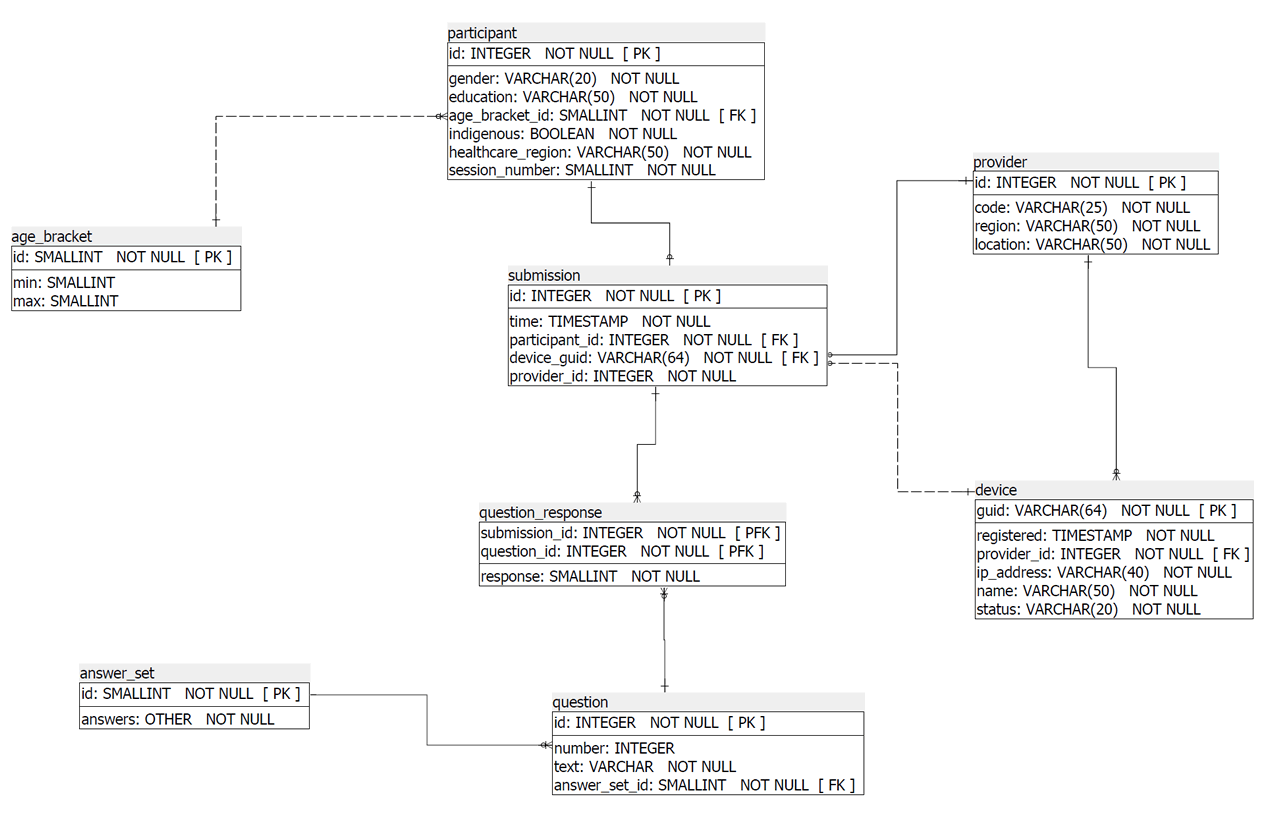 participant
id: INTEGER NOT NULL [ PK ]
gender: VARCHAR(20) NOT NULL
education: VARCHAR(50) NOT NULL
age_bracket_id: SMALLINT NOT NULL [ FK ]
indigenous: BOOLEAN NOT NULL
healthcare_region: VARCHAR(50) NOT NULL
session_number: SMALLINT NOT NULL
provider
id: INTEGER NOT NULL [ PK ]
code: VARCHAR(25) NOT NULL
region: VARCHAR(50) NOT NULL
location: VARCHAR(50) NOT NULL
age_bracket
id: SMALLINT NOT NULL [ PK ]
min: SMALLINT
max: SMALLINT
submission
id: INTEGER NOT NULL [ PK ]
time: TIMESTAMP NOT NULL
participant_id: INTEGER NOT NULL [ FK ]
device_guid: VARCHAR(64) NOT NULL [ FK ]
provider_id: INTEGER NOT NULL
device
guid: VARCHAR(64) NOT NULL [ PK ]
registered: TIMESTAMP NOT NULL
provider_id: INTEGER NOT NULL [ FK ]
ip_address: VARCHAR(40) NOT NULL
name: VARCHAR(50) NOT NULL
status: VARCHAR(20) NOT NULL
question_response
submission_id: INTEGER NOT NULL [ PFK ]
question_id: INTEGER NOT NULL [ PFK ]
response: SMALLINT NOT NULL
answer_set
id: SMALLINT NOT NULL [ PK ]
answers: OTHER NOT NULL
question
id: INTEGER NOT NULL [ PK ]
number: INTEGER
text: VARCHAR NOT NULL
answer_set_id: SMALLINT NOT NULL [ FK ]